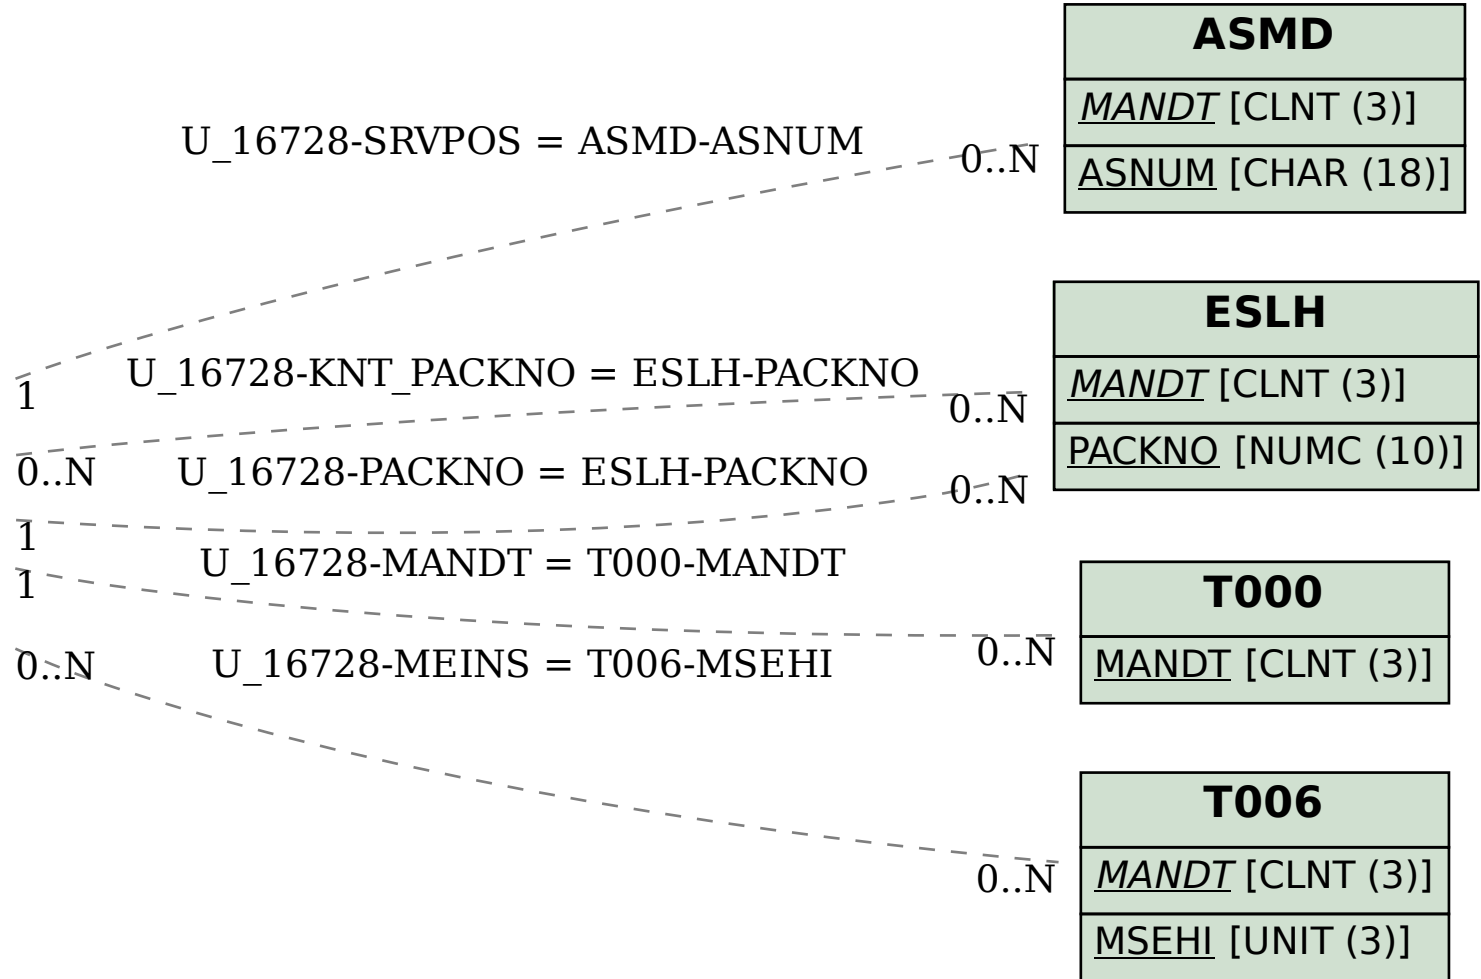 ASMD
MANDT [CLNT (3)]
U_16728-SRVPOS = ASMD-ASNUM
0..N
ASNUM [CHAR (18)]
ESLH
U_16728-KNT_PACKNO = ESLH-PACKNO
MANDT [CLNT (3)]
1
0..N
PACKNO [NUMC (10)]
0..N
U_16728-PACKNO = ESLH-PACKNO
0..N
1
U_16728-MANDT = T000-MANDT
1
T000
0..N
0..N
U_16728-MEINS = T006-MSEHI
MANDT [CLNT (3)]
T006
0..N
MANDT [CLNT (3)]
MSEHI [UNIT (3)]